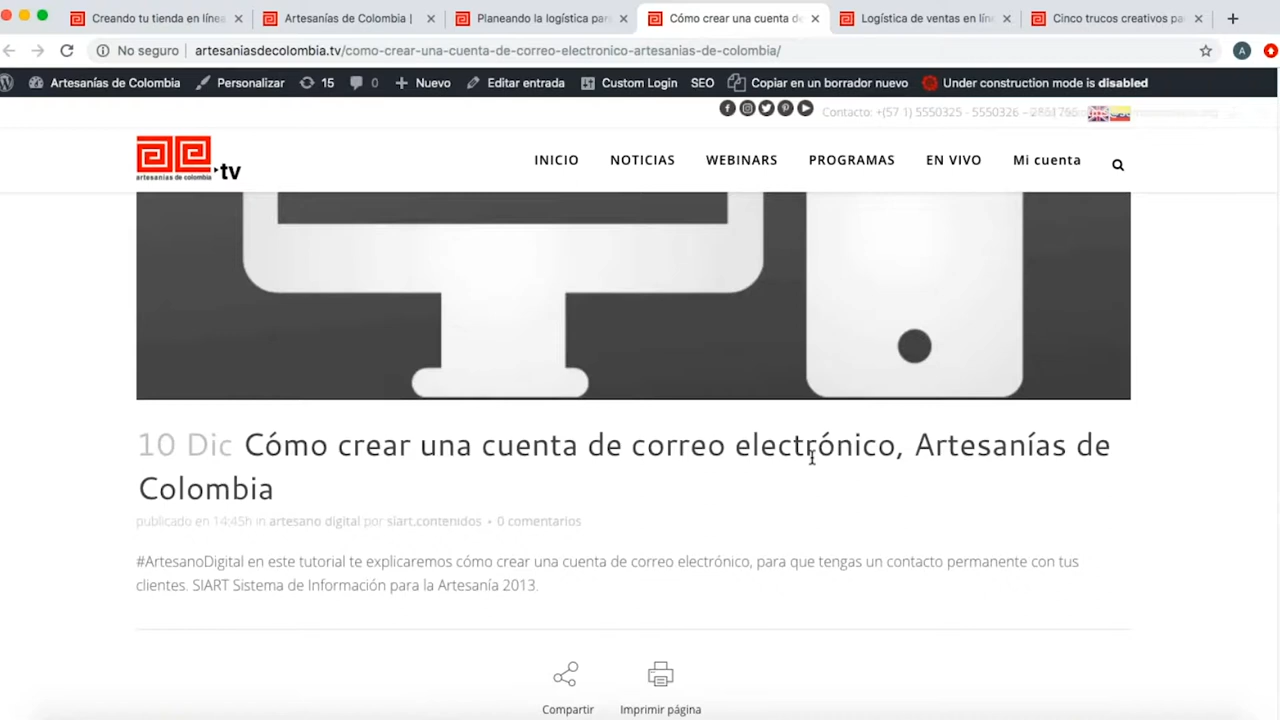 Creando tu tienda en línea
Artesanías de Colombia |
Planeando la logística para
Cómo crear una cuenta de
Logística de ventas en lín
Cinco trucos creativos pa
No seguro
artesaniasdecolombia.tv/como-crear-una-cuenta-de-correo-electronico-artesanias-de-colombia/
A
Artesanías de Colombia
Personalizar
15
0
Nuevo
Editar entrada
Custom Login
SEO
Copiar en un borrador nuevo
Under construction mode is disabled
Contacto: +(57 1) 5550325 - 5550326 - 2861766
artesanías de colombia
tv
INICIO
NOTICIAS
WEBINARS
PROGRAMAS
EN VIVO
Mi cuenta
10 Dic Cómo crear una cuenta de correo electrónico, Artesanías de
Colombia
publicado en 14:45h in artesano digital por siart.contenidos • 0 comentarios
#ArtesanoDigital en este tutorial te explicaremos cómo crear una cuenta de correo electrónico, para que tengas un contacto permanente con tus
clientes. SIART Sistema de Información para la Artesanía 2013.
Compartir
Imprimir página